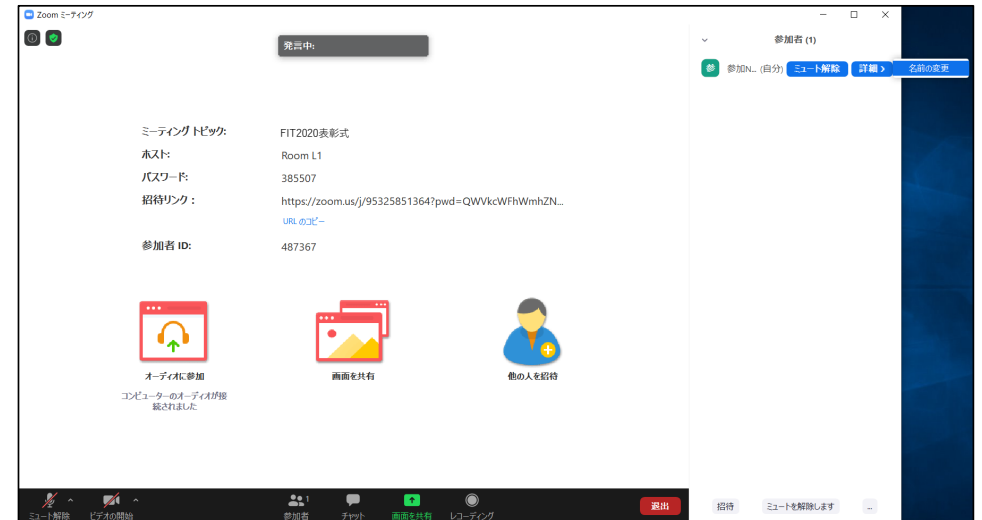 Zoom ミーティング
発言中:
ミーティング トピック:
FIT2020表彰式
ホスト:
Room L1
パスワード:
385507
招待リンク：
https://zoom.us/j/95325851364?pwd=QWVkcWFhWmhZN...
URL のコピー
参加者 ID:
487367
オーディオに参加
コンピューターのオーディオが接
続されました
画面を共有
他の人を招待
ミュート解除
ビデオの開始
1
参加者
チャット
画面を共有
レコーディング
退出
参加者 (1)
参
参加N... (自分)
ミュート解除
詳細 >
名前の変更
招待
ミュートを解除します
...